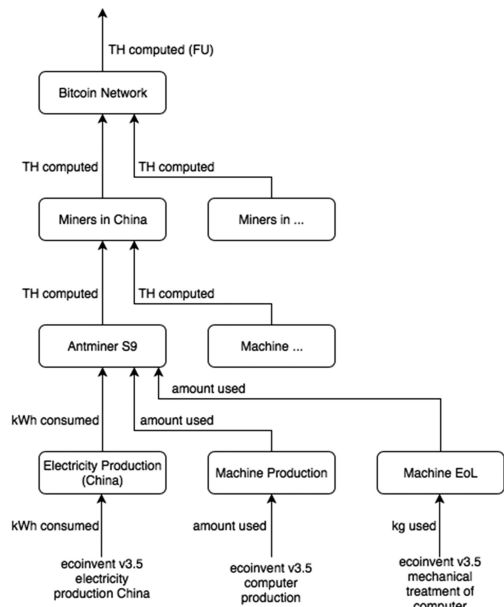 TH computed (FU)
Bitcoin Network
TH computed
TH computed
Miners in China
Miners in ...
TH computed
TH computed
Antminer S9
Machine ...
amount used
kWh consumed
amount used
Electricity Production
(China)
Machine Production
Machine EoL
kWh consumed
amount used
kg used
ecoinvent v3.5
electricity
production China
ecoinvent v3.5
computer
production
ecoinvent v3.5
mechanical
treatment of
computer